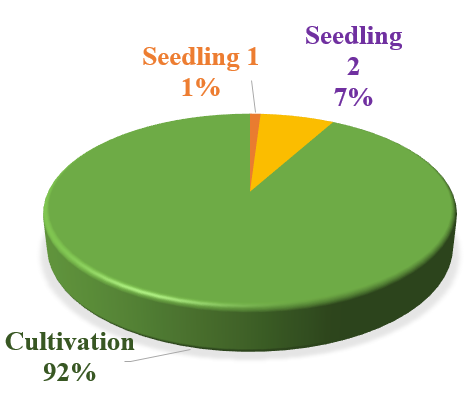 Seedling 1
1%
Seedling
2
7%
Cultivation
92%